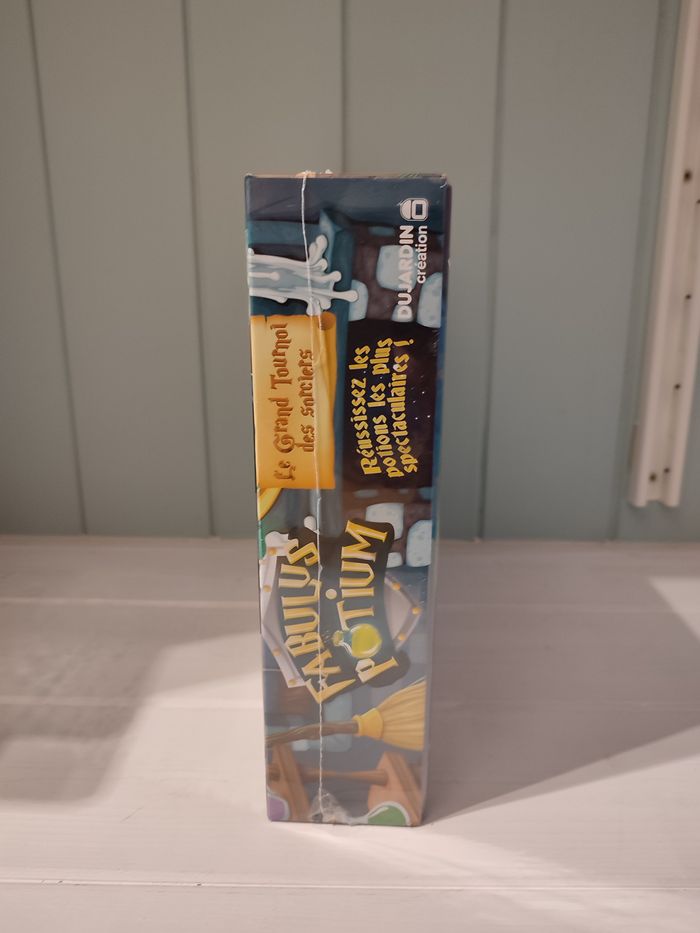 FABULUS
POTIUM
Le Grand Tournoi
des sorciers
Réussissez les
potions les plus
spectaculaires !
DUJARDIN
création